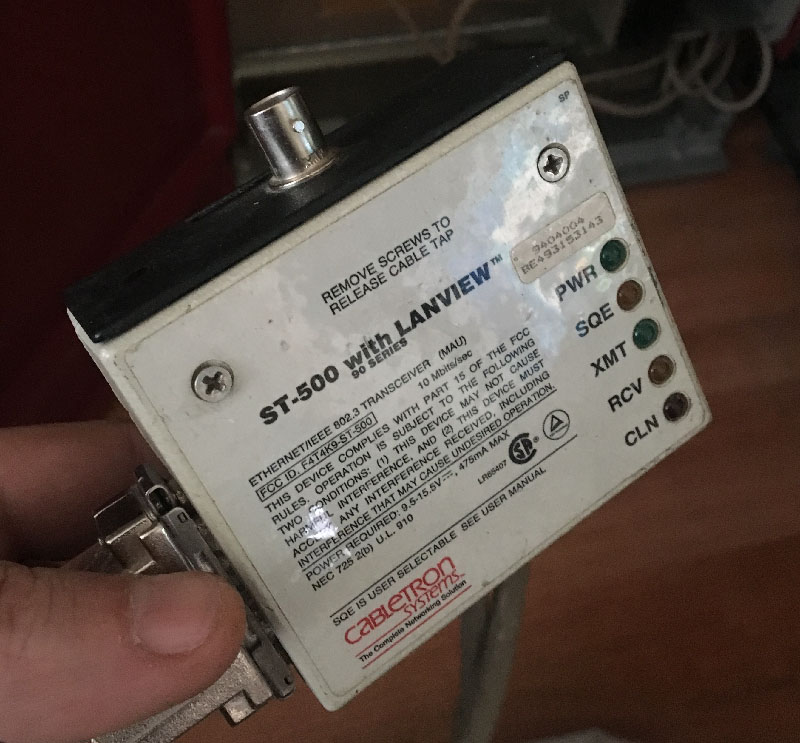 SP
REMOVE SCREWS TO
RELEASE CABLE TAP
9404004
BE493153143
ST-500 with LANVIEW™
90 SERIES
PWR
SQE
XMT
RCV
CLN
ETHERNET/IEEE 802.3 TRANSCEIVER (MAU)
FCC ID. F4T4K9-ST-500 10 Mbits/sec
THIS DEVICE COMPLIES WITH PART 15 OF THE FCC
RULES. OPERATION IS SUBJECT TO THE FOLLOWING
TWO CONDITIONS: (1) THIS DEVICE MAY NOT CAUSE
HARMFUL INTERFERENCE, AND (2) THIS DEVICE MUST
ACCEPT ANY INTERFERENCE RECEIVED, INCLUDING
INTERFERENCE THAT MAY CAUSE UNDESIRED OPERATION.
POWER REQUIRED: 9.5-15.5V, 475mA MAX
NEC 725 2(b) U.L. 910
LR65407
SQE IS USER SELECTABLE SEE USER MANUAL
CABLETRON
SYSTEMS
The Complete Networking Solution